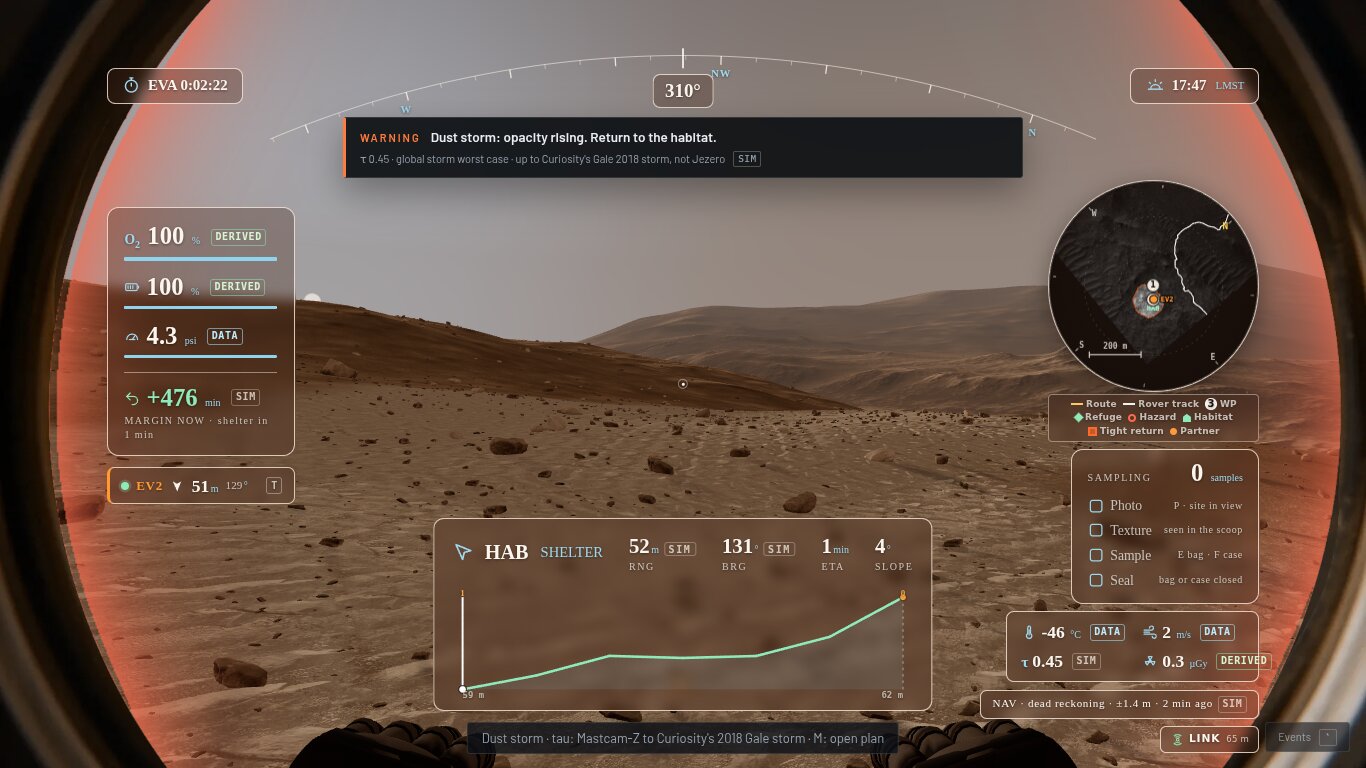 EVA 0:02:22
310°
NW
W
N
17:47 LMST
WARNING Dust storm: opacity rising. Return to the habitat.
τ 0.45 · global storm worst case · up to Curiosity's Gale 2018 storm, not Jezero SIM
O2 100 % DERIVED
100 % DERIVED
4.3 psi DATA
+476 min SIM
MARGIN NOW · shelter in
1 min
EV2 51 m 129° T
W
N
1
EV2
Hab
S
200 m
E
Route Rover track 3 WP
Refuge Hazard Habitat
Tight return Partner
SAMPLING 0 samples
Photo P · site in view
Texture seen in the scoop
Sample E bag · F case
Seal bag or case closed
HAB SHELTER 52 m SIM 131° SIM 1 min 4°
RNG BRG ETA SLOPE
59 m
62 m
-46 °C DATA 2 m/s DATA
τ 0.45 SIM 0.3 µGy DERIVED
NAV · dead reckoning · ±1.4 m · 2 min ago SIM
Dust storm · tau: Mastcam-Z to Curiosity's 2018 Gale storm · M: open plan
LINK 65 m
Events